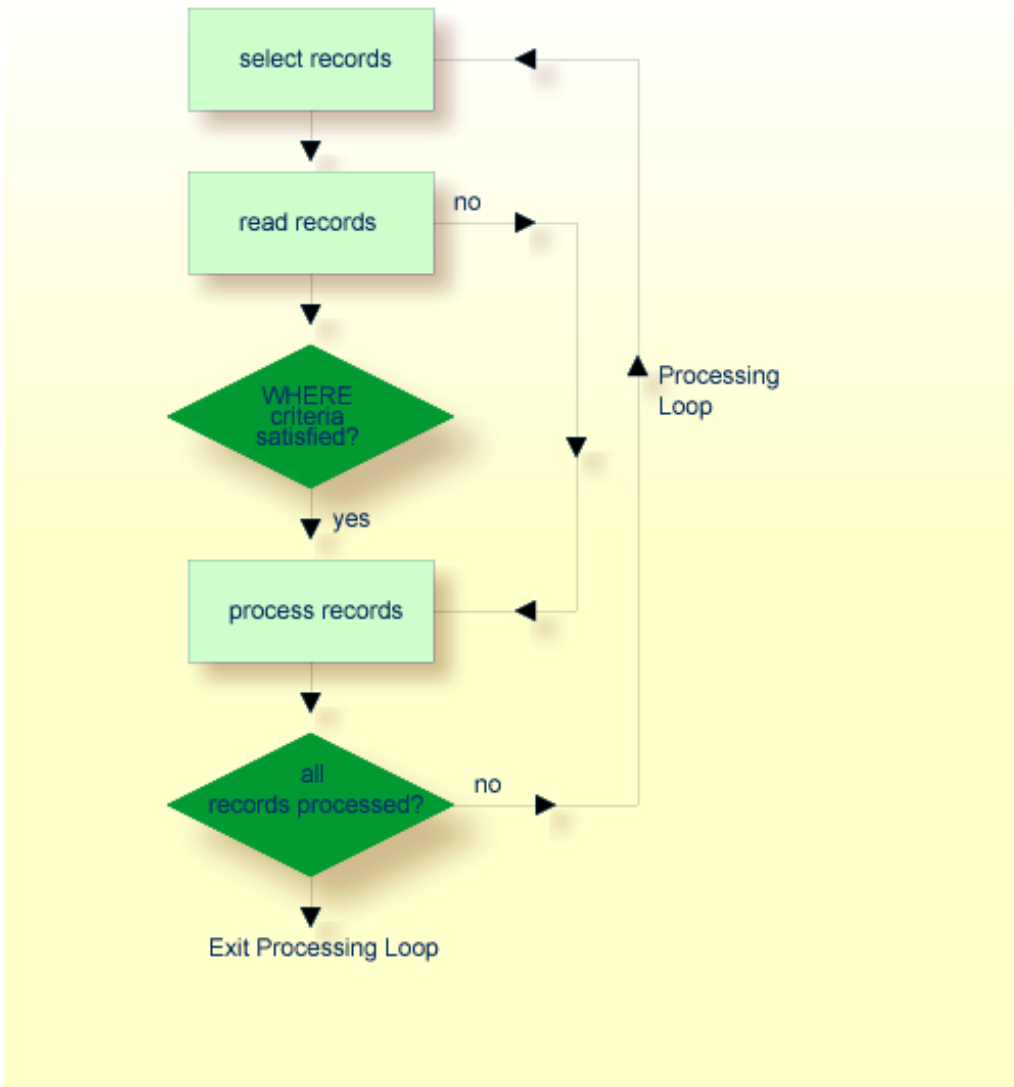 select records
read records
no
WHERE
criteria
satisfied?
Processing
Loop
yes
process records
all
records processed?
no
Exit Processing Loop